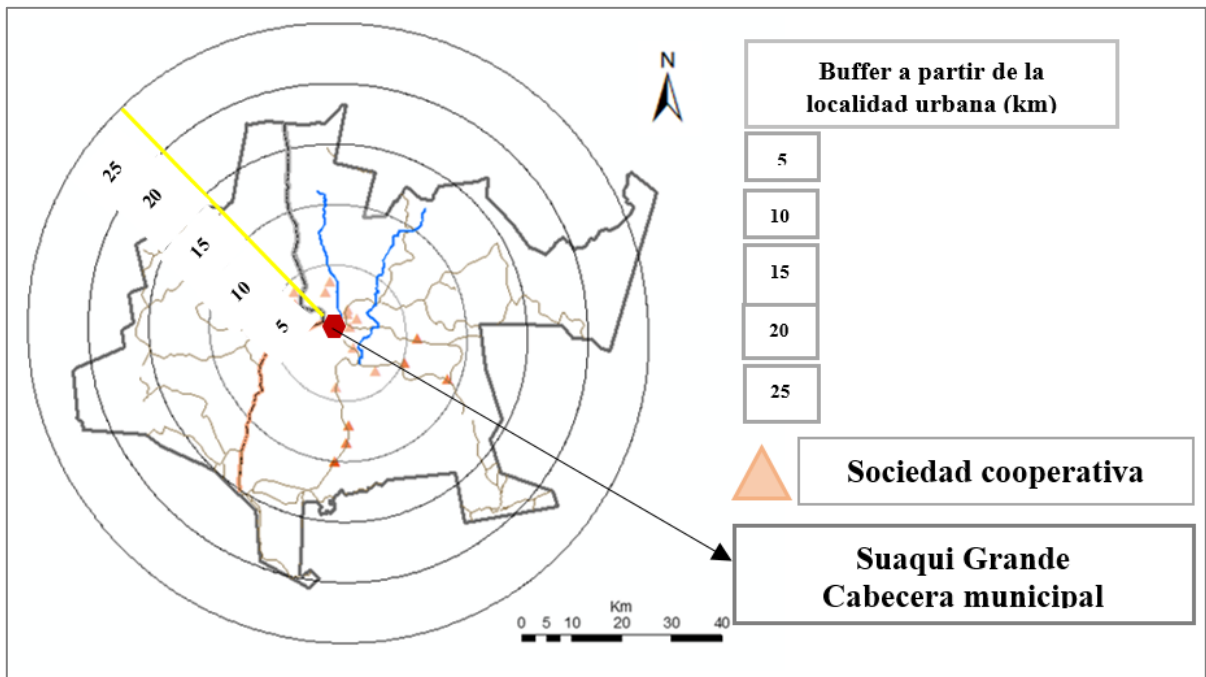 N
Buffer a partir de la
localidad urbana (km)
5
10
15
20
25
25
20
15
10
5
Sociedad cooperativa
Suaqui Grande
Cabecera municipal
Km
0 5 10 20 30 40